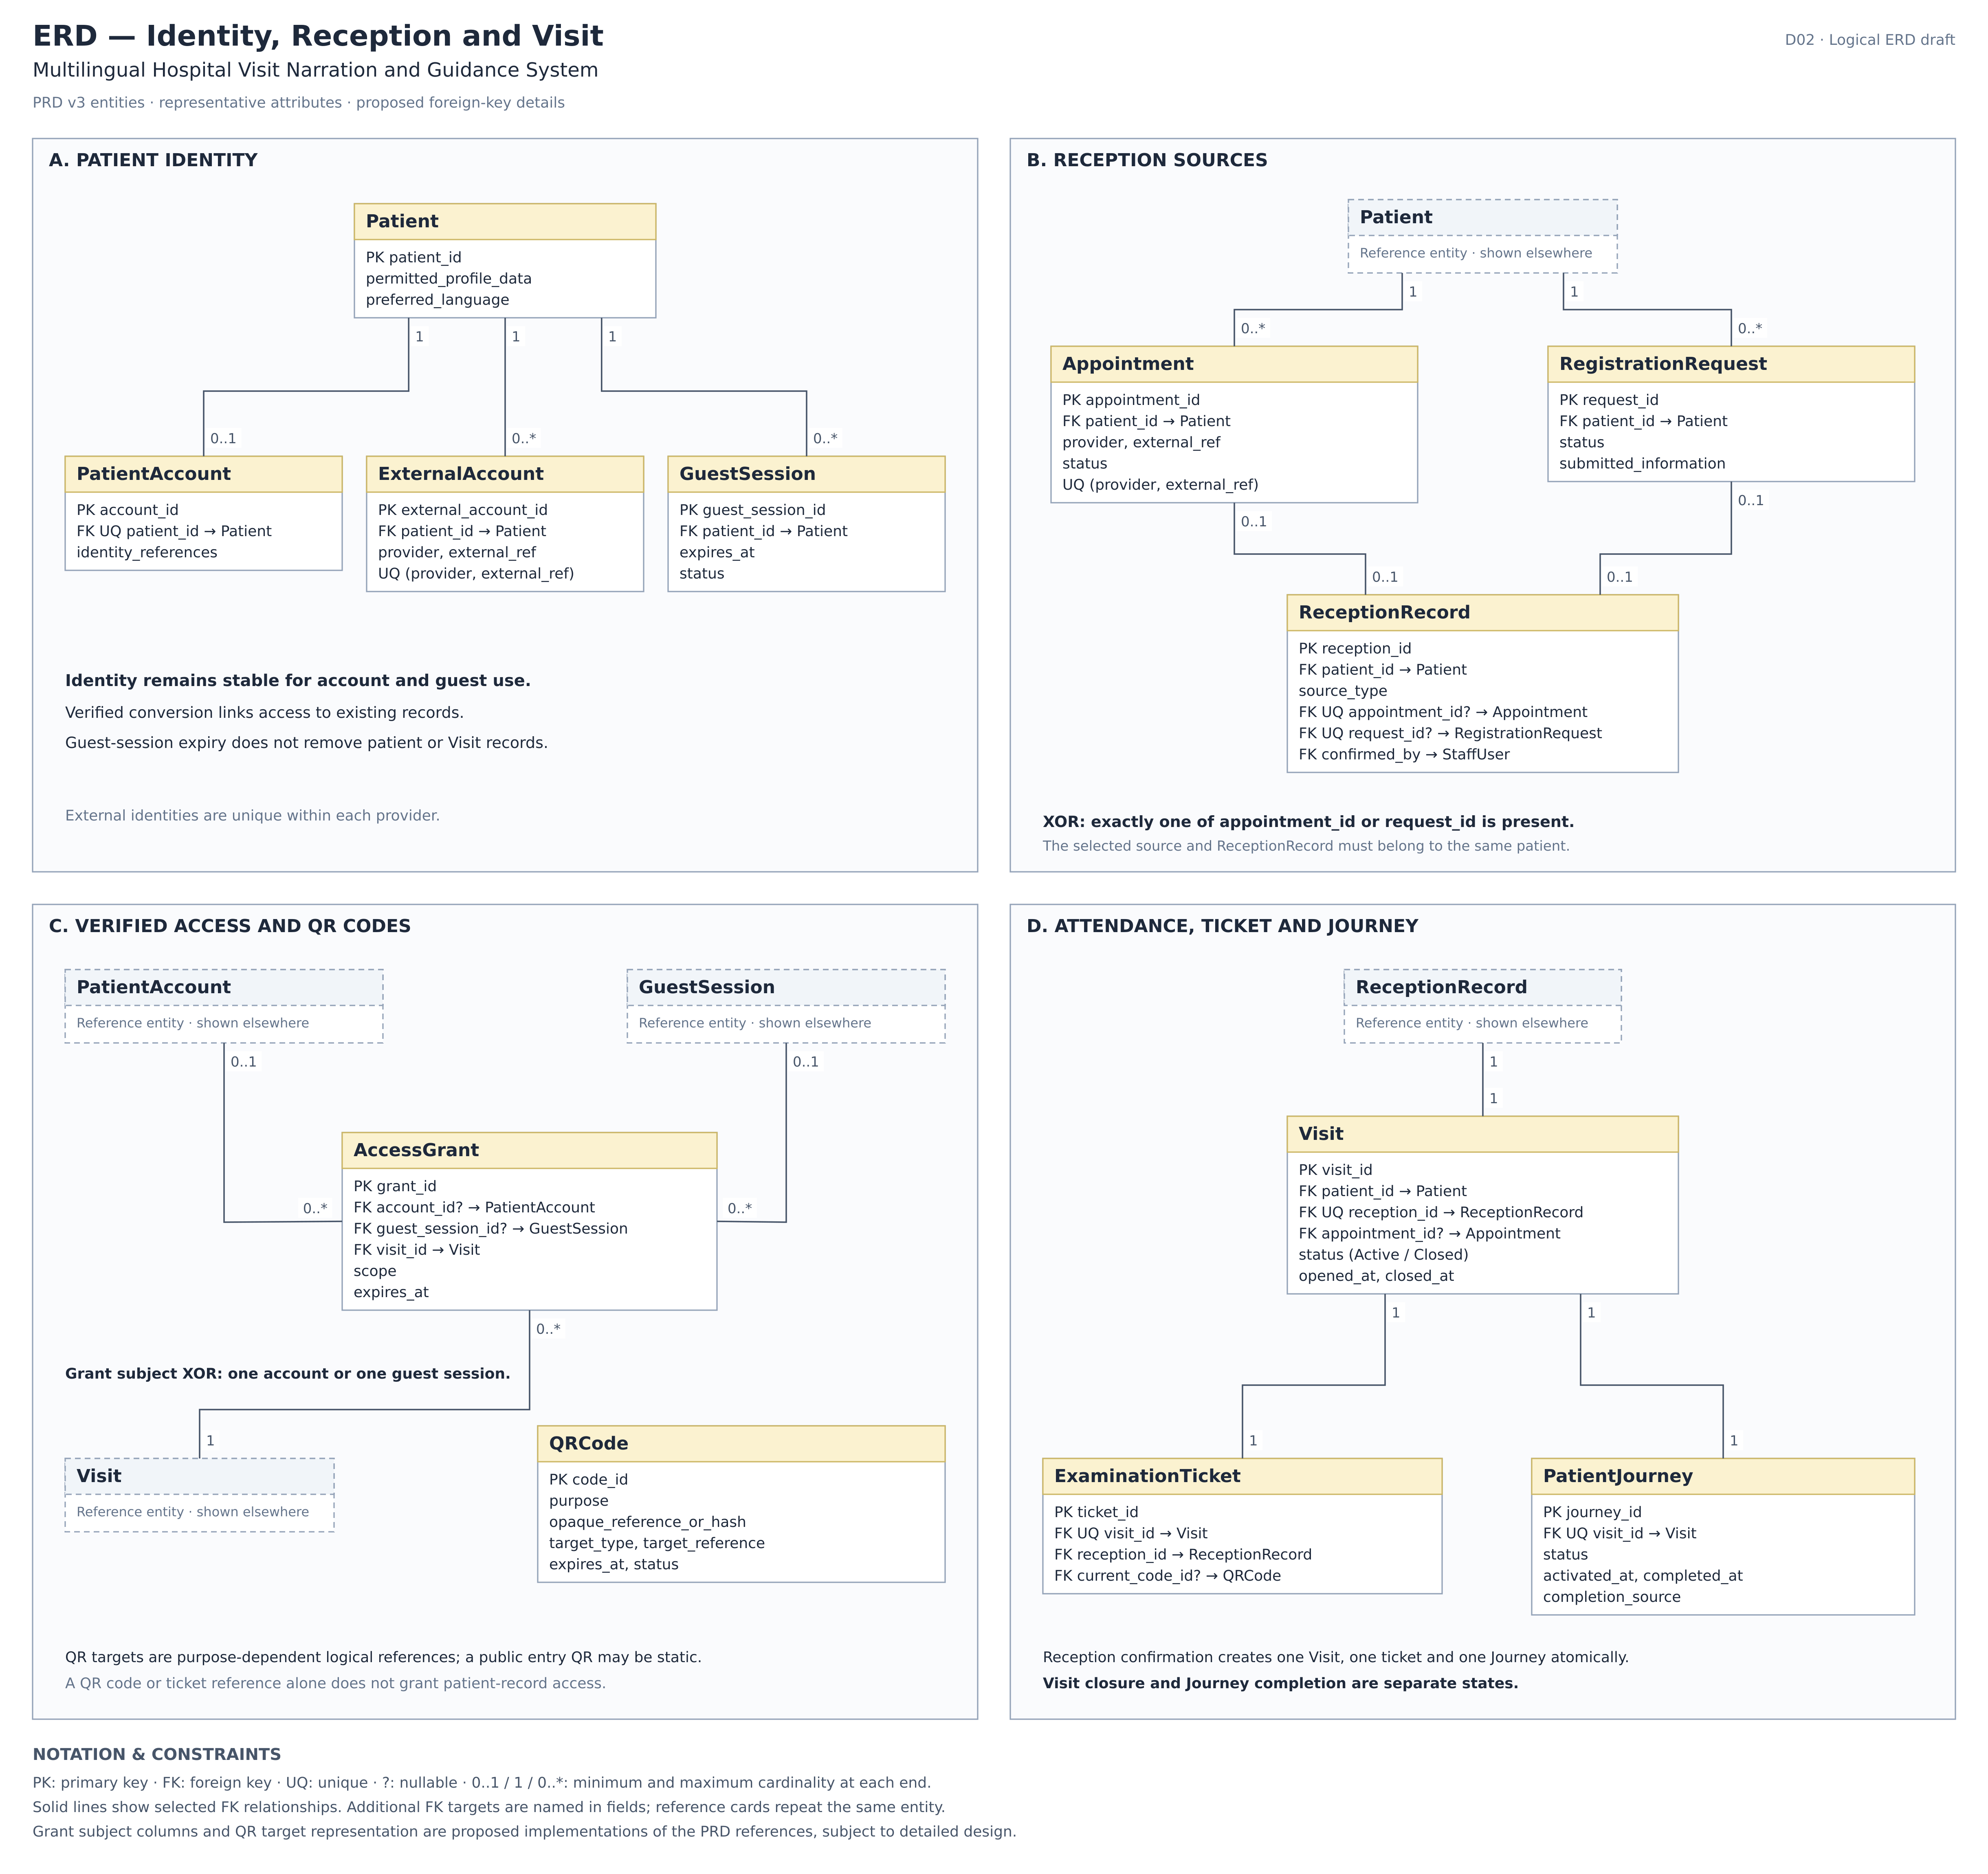 ERD — Identity, Reception and Visit
D02 · Logical ERD draft
Multilingual Hospital Visit Narration and Guidance System
PRD v3 entities · representative attributes · proposed foreign-key details
A. PATIENT IDENTITY
Patient
PK patient_id
permitted_profile_data
preferred_language
1
1
1
0..1
0..*
0..*
PatientAccount
PK account_id
FK UQ patient_id → Patient
identity_references
ExternalAccount
PK external_account_id
FK patient_id → Patient
provider, external_ref
UQ (provider, external_ref)
GuestSession
PK guest_session_id
FK patient_id → Patient
expires_at
status
Identity remains stable for account and guest use.
Verified conversion links access to existing records.
Guest-session expiry does not remove patient or Visit records.
External identities are unique within each provider.
B. RECEPTION SOURCES
Patient
Reference entity · shown elsewhere
1
1
0..*
0..*
Appointment
PK appointment_id
FK patient_id → Patient
provider, external_ref
status
UQ (provider, external_ref)
RegistrationRequest
PK request_id
FK patient_id → Patient
status
submitted_information
0..1
0..1
0..1
0..1
ReceptionRecord
PK reception_id
FK patient_id → Patient
source_type
FK UQ appointment_id? → Appointment
FK UQ request_id? → RegistrationRequest
FK confirmed_by → StaffUser
XOR: exactly one of appointment_id or request_id is present.
The selected source and ReceptionRecord must belong to the same patient.
C. VERIFIED ACCESS AND QR CODES
PatientAccount
Reference entity · shown elsewhere
GuestSession
Reference entity · shown elsewhere
0..1
0..1
AccessGrant
PK grant_id
FK account_id? → PatientAccount
FK guest_session_id? → GuestSession
FK visit_id → Visit
scope
expires_at
0..*
0..*
0..*
Grant subject XOR: one account or one guest session.
1
Visit
Reference entity · shown elsewhere
QRCode
PK code_id
purpose
opaque_reference_or_hash
target_type, target_reference
expires_at, status
QR targets are purpose-dependent logical references; a public entry QR may be static.
A QR code or ticket reference alone does not grant patient-record access.
D. ATTENDANCE, TICKET AND JOURNEY
ReceptionRecord
Reference entity · shown elsewhere
1
1
Visit
PK visit_id
FK patient_id → Patient
FK UQ reception_id → ReceptionRecord
FK appointment_id? → Appointment
status (Active / Closed)
opened_at, closed_at
1
1
1
1
ExaminationTicket
PK ticket_id
FK UQ visit_id → Visit
FK reception_id → ReceptionRecord
FK current_code_id? → QRCode
PatientJourney
PK journey_id
FK UQ visit_id → Visit
status
activated_at, completed_at
completion_source
Reception confirmation creates one Visit, one ticket and one Journey atomically.
Visit closure and Journey completion are separate states.
NOTATION & CONSTRAINTS
PK: primary key · FK: foreign key · UQ: unique · ?: nullable · 0..1 / 1 / 0..*: minimum and maximum cardinality at each end.
Solid lines show selected FK relationships. Additional FK targets are named in fields; reference cards repeat the same entity.
Grant subject columns and QR target representation are proposed implementations of the PRD references, subject to detailed design.